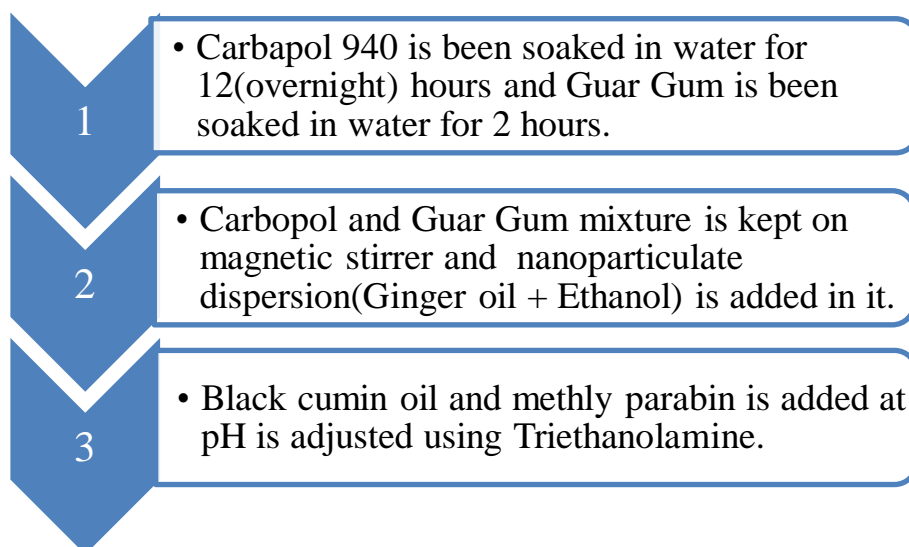 1
• Carbapol 940 is been soaked in water for
12(overnight) hours and Guar Gum is been
soaked in water for 2 hours.
2
• Carbopol and Guar Gum mixture is kept on
magnetic stirrer and nanoparticulate
dispersion(Ginger oil + Ethanol) is added in it.
3
• Black cumin oil and methly parabin is added at
pH is adjusted using Triethanolamine.